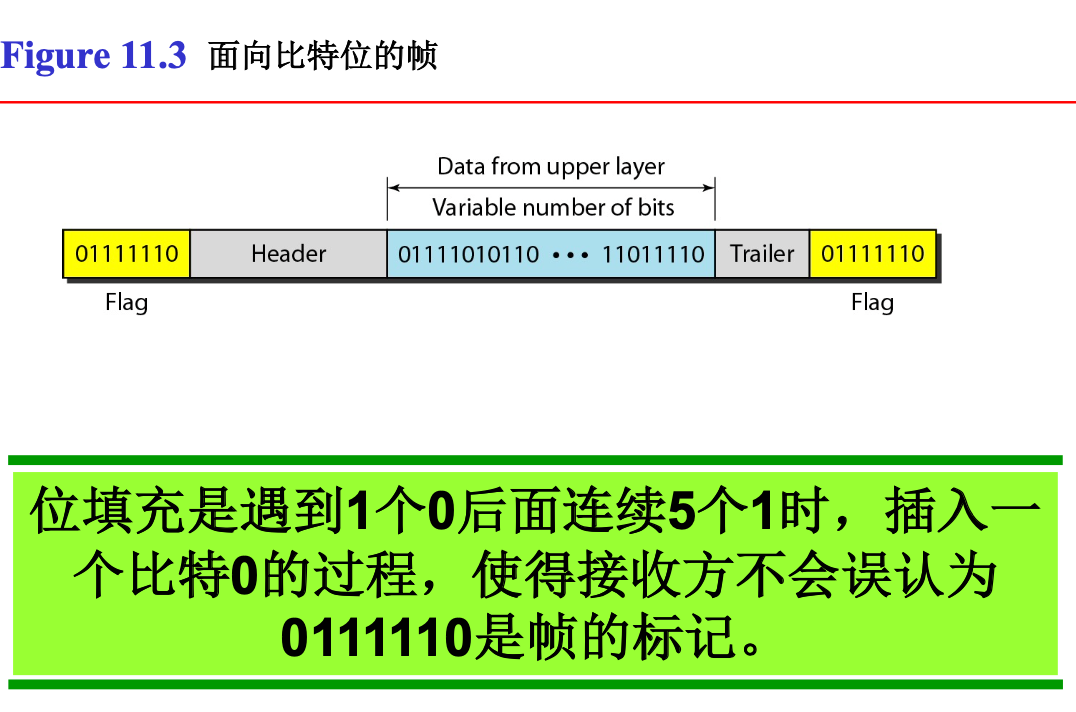 Figure 11.3 面向比特位的帧
Data from upper layer
Variable number of bits
01111110 Header 01111010110 ••• 11011110 Trailer 01111110
Flag Flag
位填充是遇到1个0后面连续5个1时，插入一
个比特0的过程，使得接收方不会误认为
0111110是帧的标记。